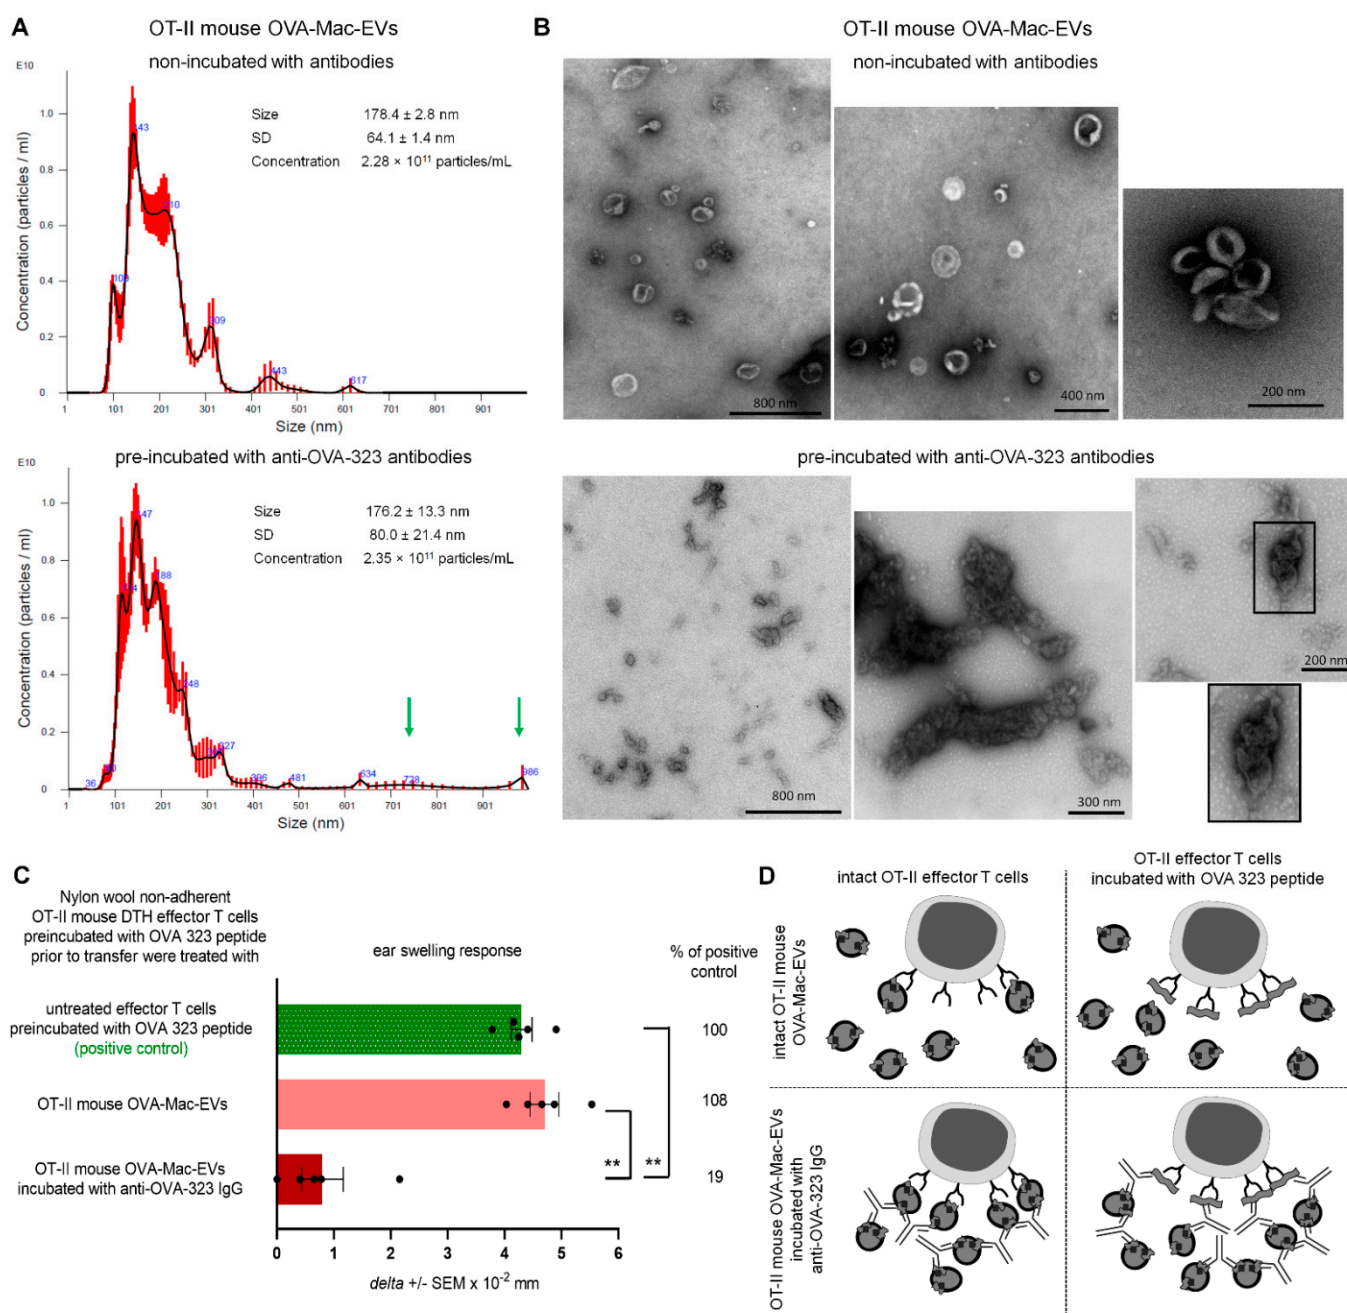 A
OT-II mouse OVA-Mac-EVs
non-incubated with antibodies
E10
Concentration (particles / ml)
1.0
0.8
0.6
0.4
0.2
0
143
109
309
443
617
Size 178.4 ± 2.8 nm
SD 64.1 ± 1.4 nm
Concentration 2.28 × 10¹¹ particles/mL
1 101 201 301 401 501 601 701 801 901
Size (nm)
pre-incubated with anti-OVA-323 antibodies
E10
Concentration (particles / ml)
1.0
0.8
0.6
0.4
0.2
0
188
248
327
36
396
481
634
728
986
Size 176.2 ± 13.3 nm
SD 80.0 ± 21.4 nm
Concentration 2.35 × 10¹¹ particles/mL
1 101 201 301 401 501 601 701 801 901
Size (nm)
B
OT-II mouse OVA-Mac-EVs
non-incubated with antibodies
800 nm
400 nm
200 nm
pre-incubated with anti-OVA-323 antibodies
800 nm
300 nm
200 nm
C
Nylon wool non-adherent
OT-II mouse DTH effector T cells
preincubated with OVA 323 peptide
prior to transfer were treated with
ear swelling response
% of positive
control
untreated effector T cells
preincubated with OVA 323 peptide
(positive control)
100
OT-II mouse OVA-Mac-EVs
108
OT-II mouse OVA-Mac-EVs
incubated with anti-OVA-323 IgG
19
** **
0 1 2 3 4 5 6
delta +/- SEM x 10⁻² mm
D
intact OT-II effector T cells
OT-II effector T cells
incubated with OVA 323 peptide
intact OT-II mouse
OVA-Mac-EVs
OT-II mouse OVA-Mac-EVs
incubated with
anti-OVA-323 IgG